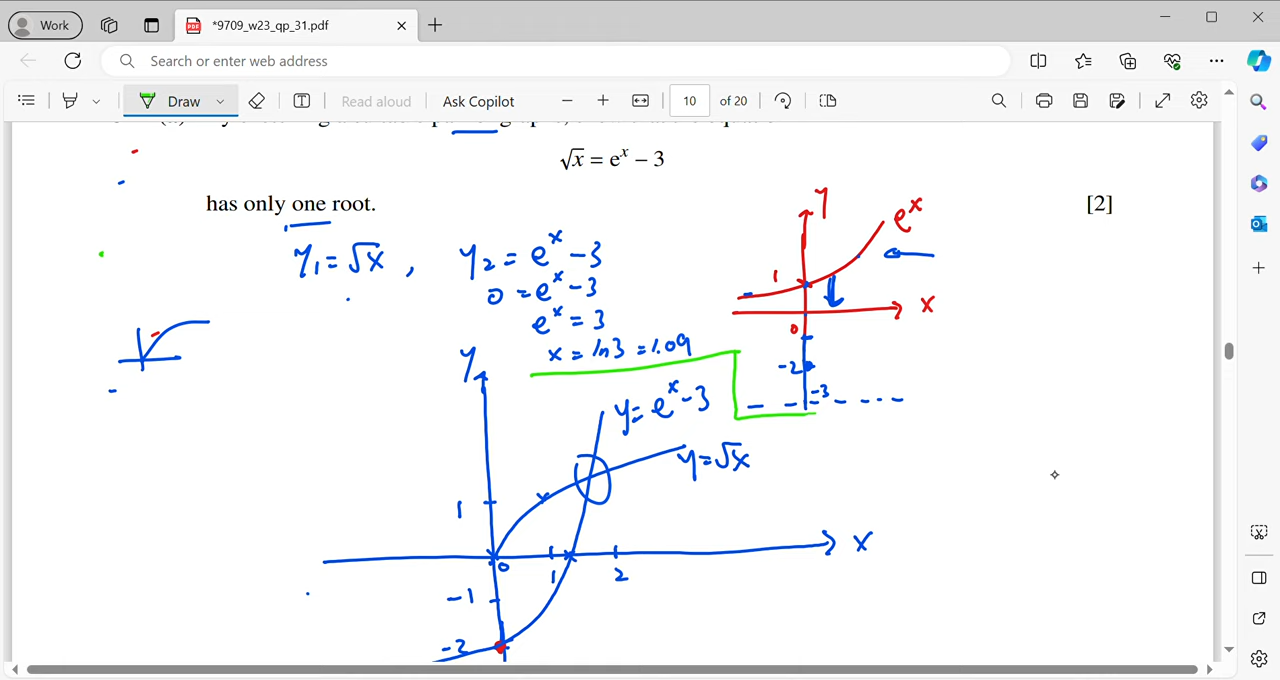 Work
*9709_w23_qp_31.pdf
Search or enter web address
Draw
Read aloud
Ask Copilot
10
of 20
√x = eˣ − 3
has only one root.
[2]
y
eˣ
1
x
0
-2
-3
y₁ = √x , y₂ = eˣ − 3
0 = eˣ − 3
eˣ = 3
x = ln3 = 1.09
y
y = eˣ − 3
y = √x
1
0
1
2
x
-1
-2